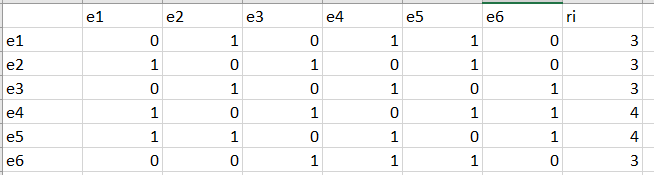 e1 e2 e3 e4 e5 e6 ri
e1 0 1 0 1 1 0 3
e2 1 0 1 0 1 0 3
e3 0 1 0 1 0 1 3
e4 1 0 1 0 1 1 4
e5 1 1 0 1 0 1 4
e6 0 0 1 1 1 0 3